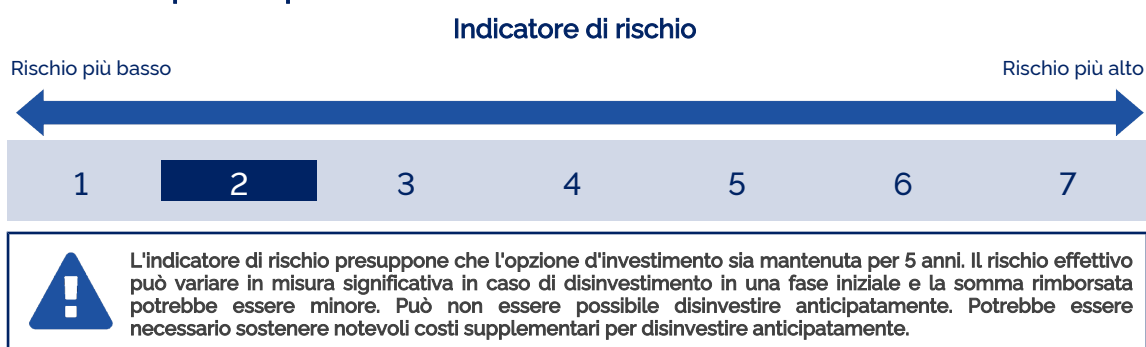 Indicatore di rischio
Rischio più basso
Rischio più alto
1 2 3 4 5 6 7
L'indicatore di rischio presuppone che l'opzione d'investimento sia mantenuta per 5 anni. Il rischio effettivo
può variare in misura significativa in caso di disinvestimento in una fase iniziale e la somma rimborsata
potrebbe essere minore. Può non essere possibile disinvestire anticipatamente. Potrebbe essere
necessario sostenere notevoli costi supplementari per disinvestire anticipatamente.